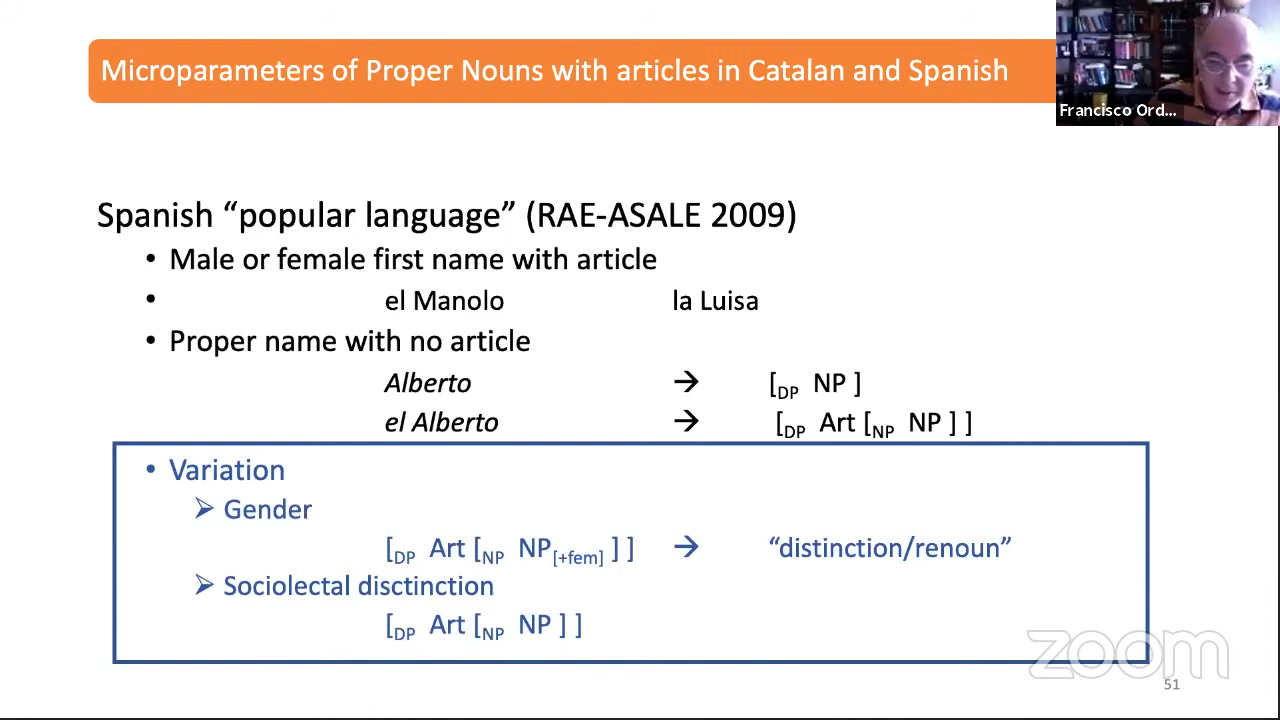 Microparameters of Proper Nouns with articles in Catalan and Spanish
Francisco Ord...
Spanish “popular language” (RAE-ASALE 2009)
• Male or female first name with article
• el Manolo la Luisa
• Proper name with no article
Alberto → [DP NP ]
el Alberto → [DP Art [NP NP ] ]
• Variation
➢ Gender
[DP Art [NP NP[+fem] ] ] → “distinction/renoun”
➢ Sociolectal disctinction
[DP Art [NP NP ] ]
zoom
51